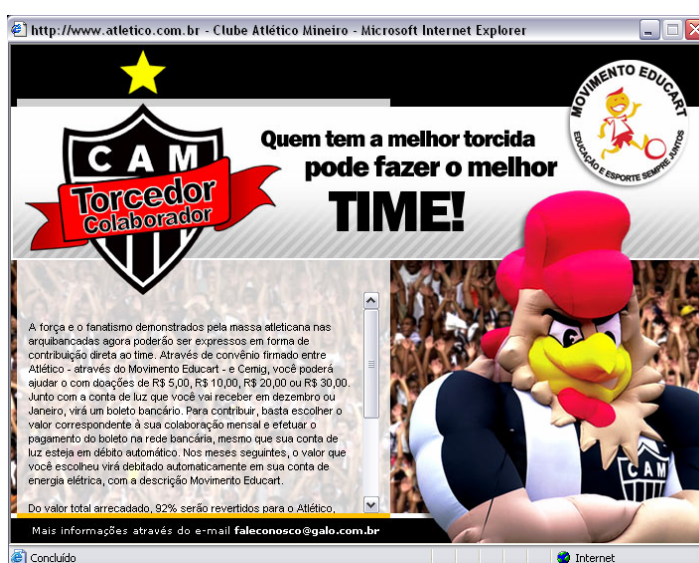 http://www.atletico.com.br - Clube Atlético Mineiro - Microsoft Internet Explorer
MOVIMENTO EDUCART
EDUCAÇÃO E ESPORTE SEMPRE JUNTOS
CAM
Torcedor
Colaborador
Quem tem a melhor torcida
pode fazer o melhor
TIME!
A força e o fanatismo demonstrados pela massa atleticana nas
arquibancadas agora poderão ser expressos em forma de
contribuição direta ao time. Através de convênio firmado entre
Atlético - através do Movimento Educart - e Cemig, você poderá
ajudar o com doações de R$ 5,00, R$ 10,00, R$ 20,00 ou R$ 30,00.
Junto com a conta de luz que você vai receber em dezembro ou
Janeiro, virá um boleto bancário. Para contribuir, basta escolher o
valor correspondente à sua colaboração mensal e efetuar o
pagamento do boleto na rede bancária, mesmo que sua conta de
luz esteja em débito automático. Nos meses seguintes, o valor que
você escolheu virá debitado automaticamente em sua conta de
energia elétrica, com a descrição Movimento Educart.
Do valor total arrecadado, 92% serão revertidos para o Atlético,
CAM
Mais informações através do e-mail faleconosco@galo.com.br
Concluído
Internet